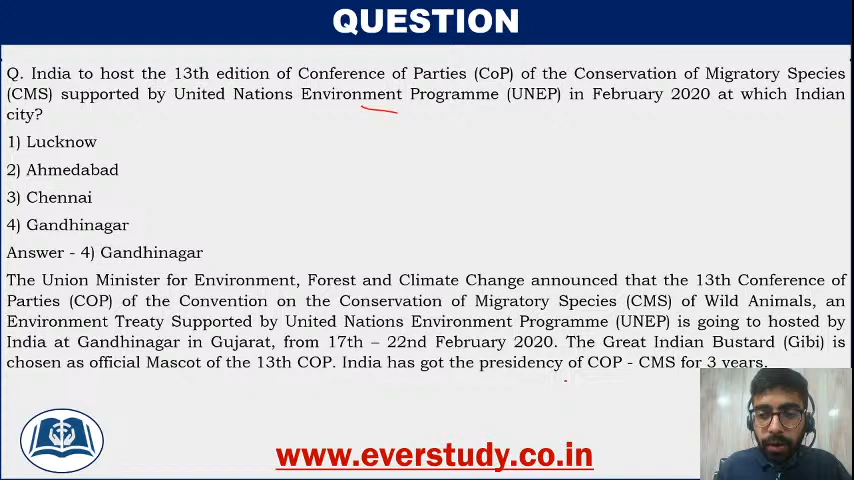 QUESTION
Q. India to host the 13th edition of Conference of Parties (CoP) of the Conservation of Migratory Species
(CMS) supported by United Nations Environment Programme (UNEP) in February 2020 at which Indian
city?
1) Lucknow
2) Ahmedabad
3) Chennai
4) Gandhinagar
Answer - 4) Gandhinagar
The Union Minister for Environment, Forest and Climate Change announced that the 13th Conference of
Parties (COP) of the Convention on the Conservation of Migratory Species (CMS) of Wild Animals, an
Environment Treaty Supported by United Nations Environment Programme (UNEP) is going to hosted by
India at Gandhinagar in Gujarat, from 17th – 22nd February 2020. The Great Indian Bustard (Gibi) is
chosen as official Mascot of the 13th COP. India has got the presidency of COP - CMS for 3 years.
www.everstudy.co.in